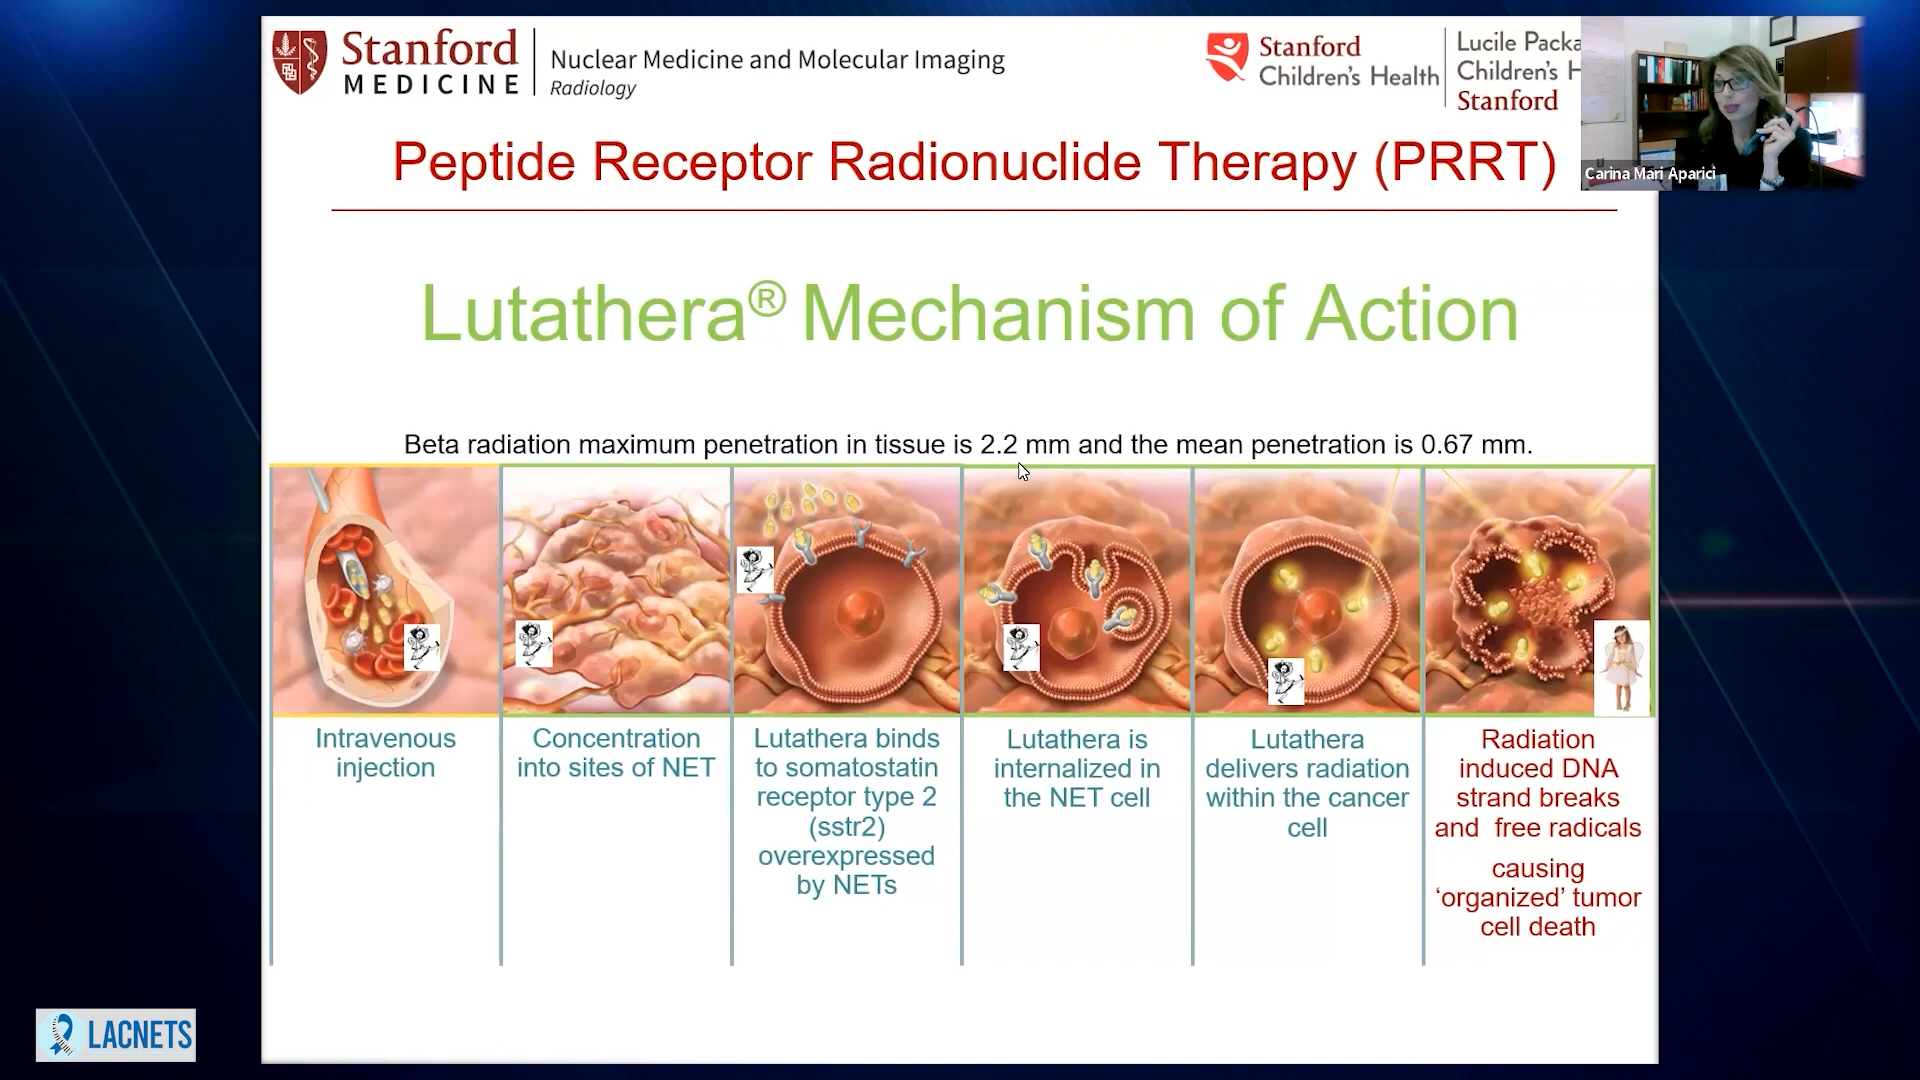 Stanford
MEDICINE
Nuclear Medicine and Molecular Imaging
Radiology
Stanford
Children's Health
Lucile Packa
Children's H
Stanford
Carina Mari Aparici
Peptide Receptor Radionuclide Therapy (PRRT)
Lutathera® Mechanism of Action
Beta radiation maximum penetration in tissue is 2.2 mm and the mean penetration is 0.67 mm.
Intravenous
injection
Concentration
into sites of NET
Lutathera binds
to somatostatin
receptor type 2
(sstr2)
overexpressed
by NETs
Lutathera is
internalized in
the NET cell
Lutathera
delivers radiation
within the cancer
cell
Radiation
induced DNA
strand breaks
and free radicals
causing
‘organized’ tumor
cell death
LACNETS